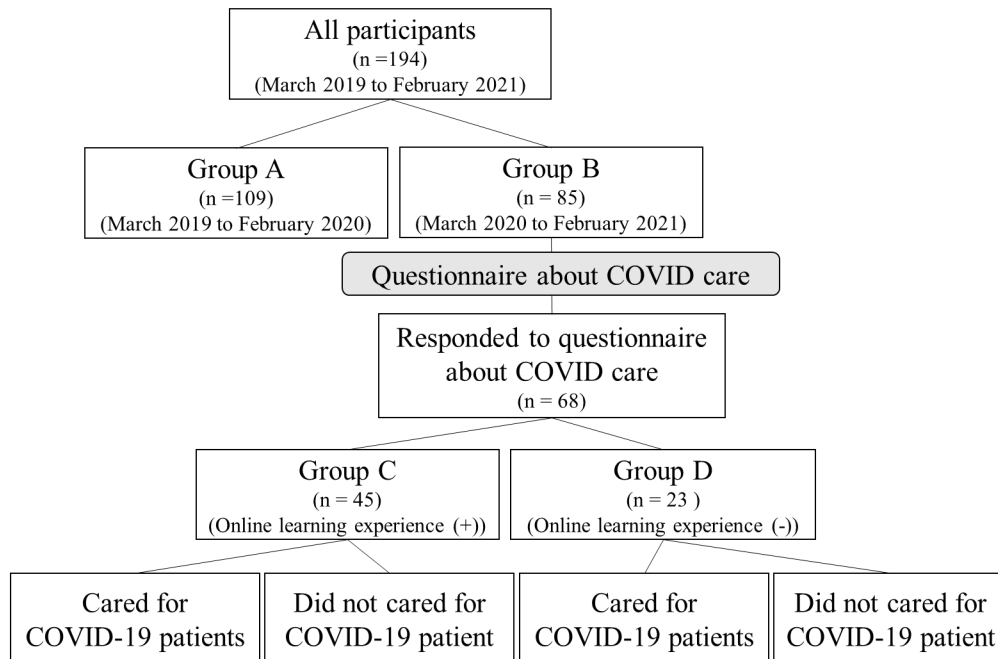 All participants
(n =194)
(March 2019 to February 2021)
Group A
(n =109)
(March 2019 to February 2020)
Group B
(n = 85)
(March 2020 to February 2021)
Questionnaire about COVID care
Responded to questionnaire
about COVID care
(n = 68)
Group C
(n = 45)
(Online learning experience (+))
Group D
(n = 23 )
(Online learning experience (-))
Cared for
COVID-19 patients
Did not cared for
COVID-19 patient
Cared for
COVID-19 patients
Did not cared for
COVID-19 patient